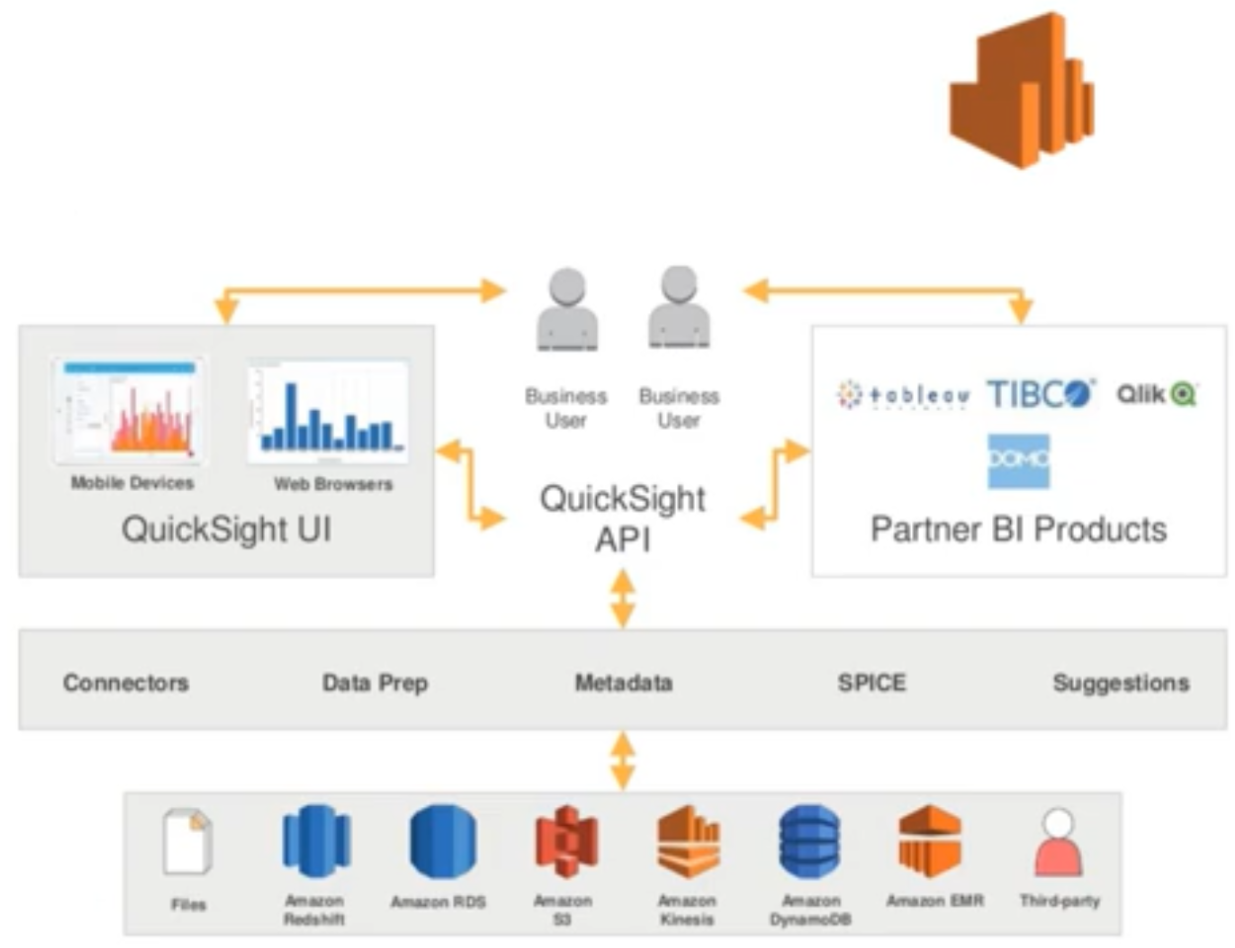 Business
User
Business
User
tableau
TIBCO
Qlik
DOMO
Mobile Devices
Web Browsers
QuickSight UI
QuickSight
API
Partner BI Products
Connectors
Data Prep
Metadata
SPICE
Suggestions
Files
Amazon
Redshift
Amazon RDS
Amazon
S3
Amazon
Kinesis
Amazon
DynamoDB
Amazon EMR
Third-party